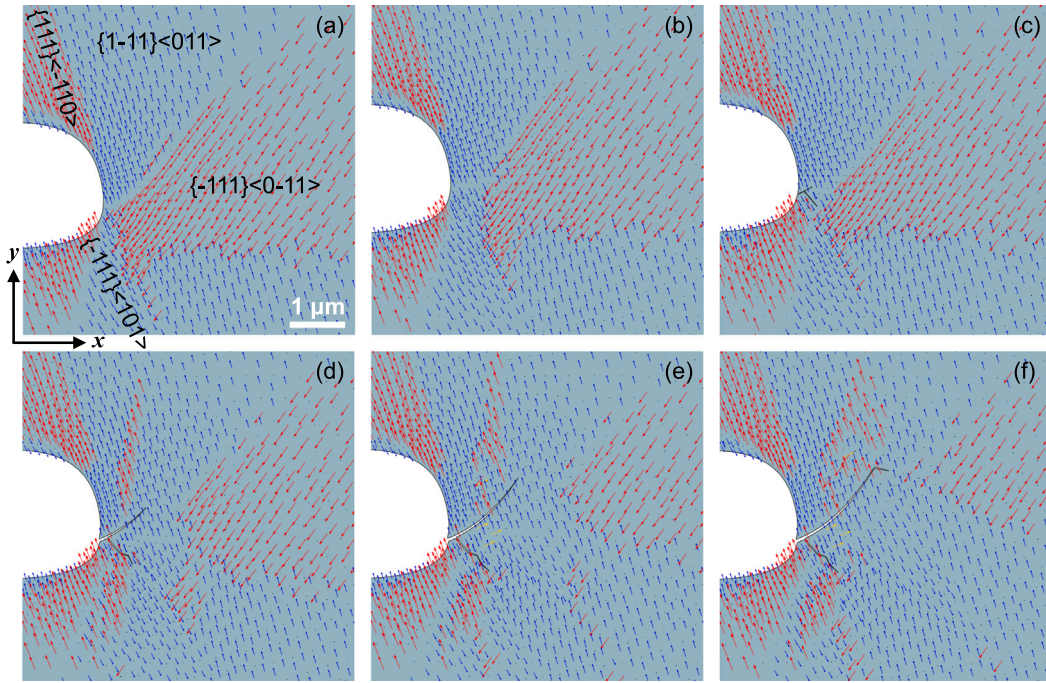 (a)
{111}<-110>
{1-11}<011>
{-111}<0-11>
{-111}<101>
y
x
1 μm
(b)
(c)
(d)
(e)
(f)